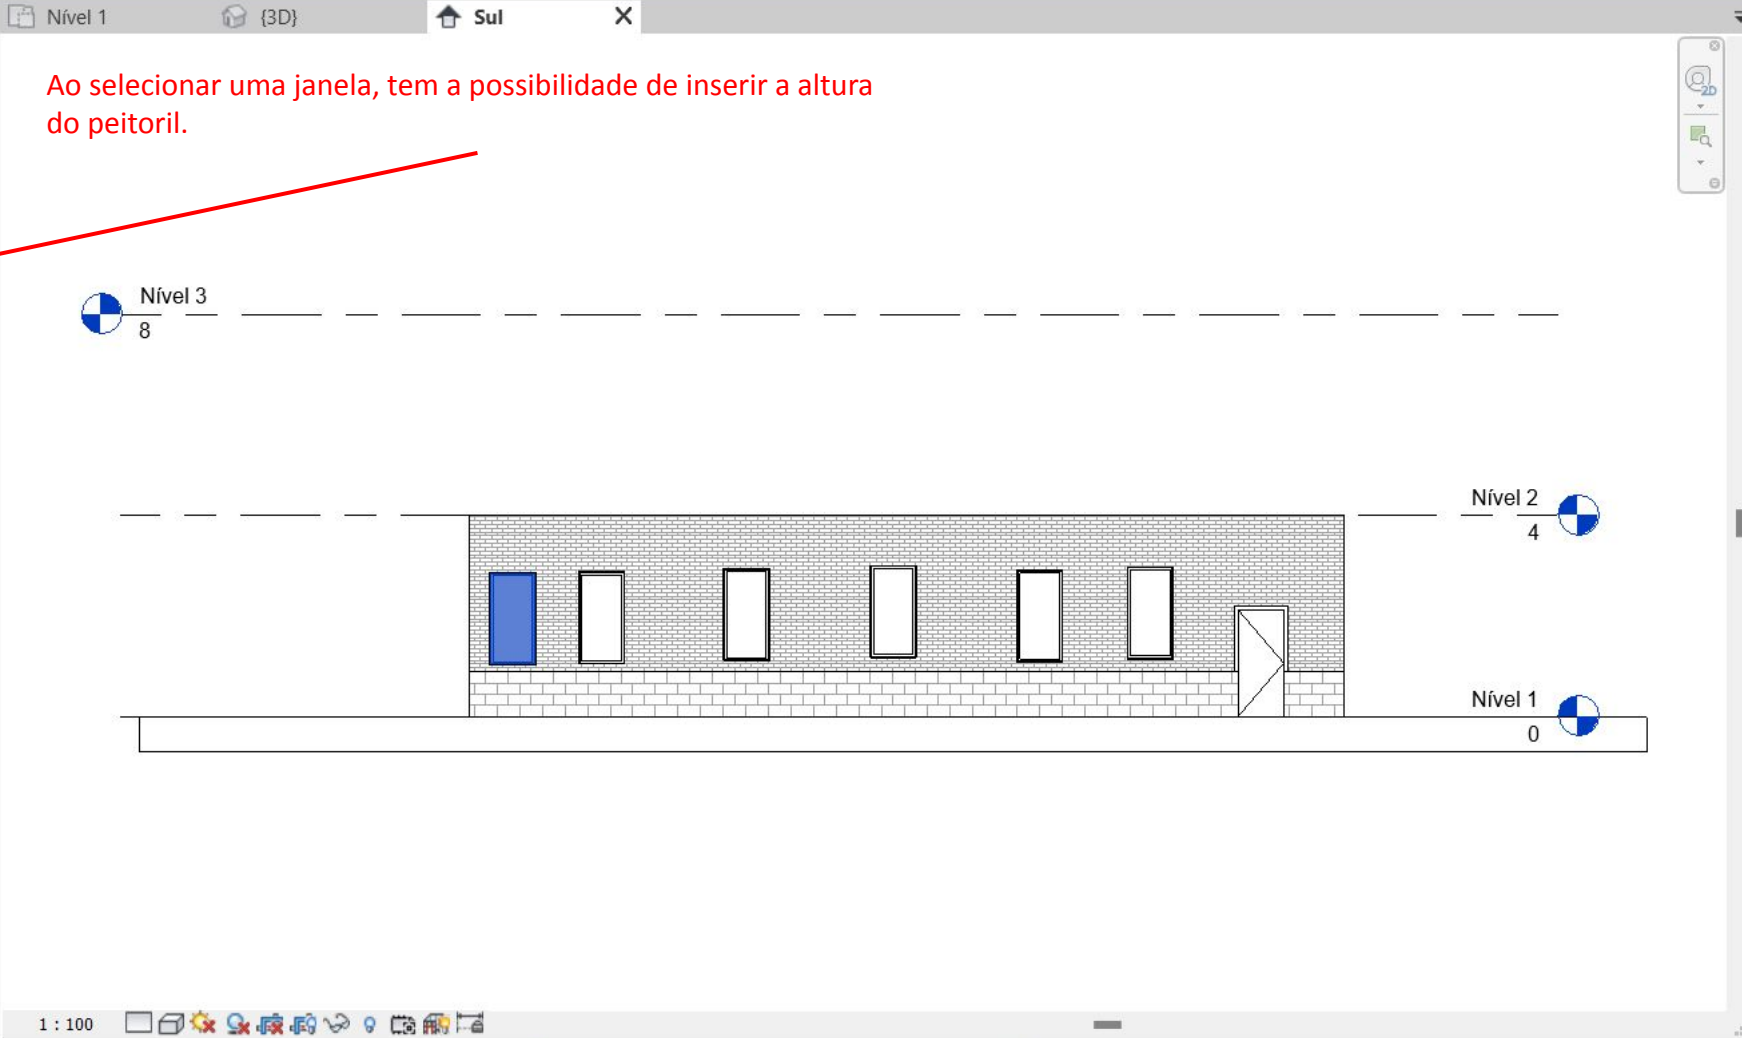 Nível 1
{3D}
Sul
Ao selecionar uma janela, tem a possibilidade de inserir a altura
do peitoril.
2D
Nível 3
8
Nível 2
4
Nível 1
0
1 : 100